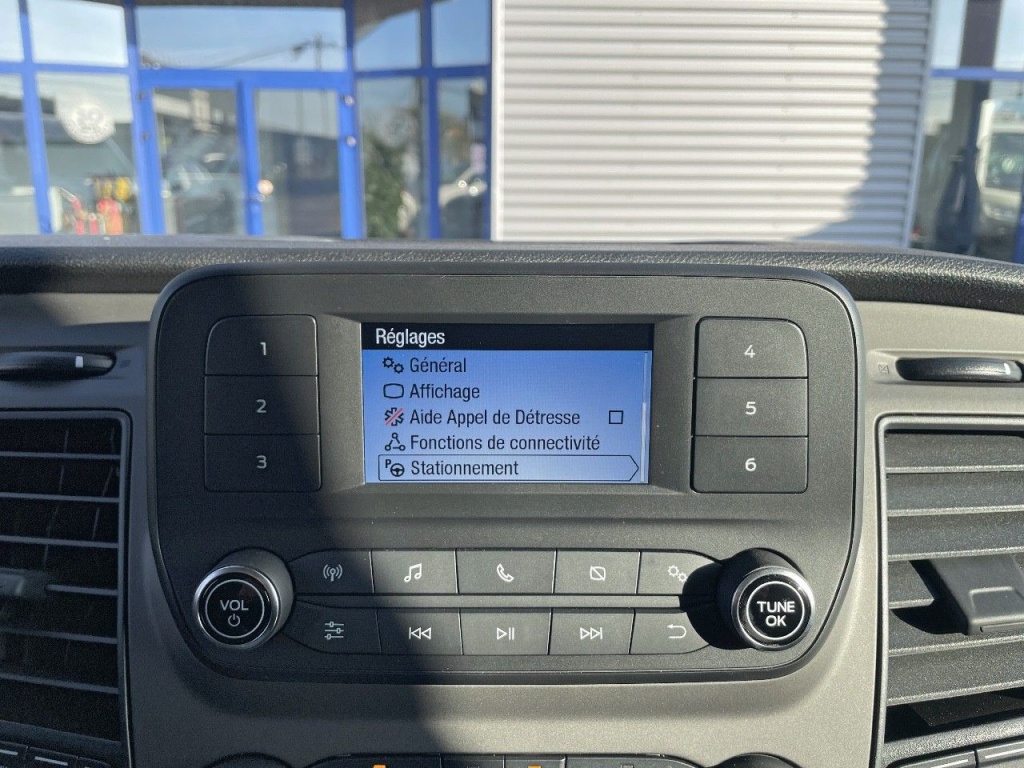 Réglages
Général
Affichage
Aide Appel de Détresse
Fonctions de connectivité
P Stationnement
1
2
3
4
5
6
VOL
TUNE
OK